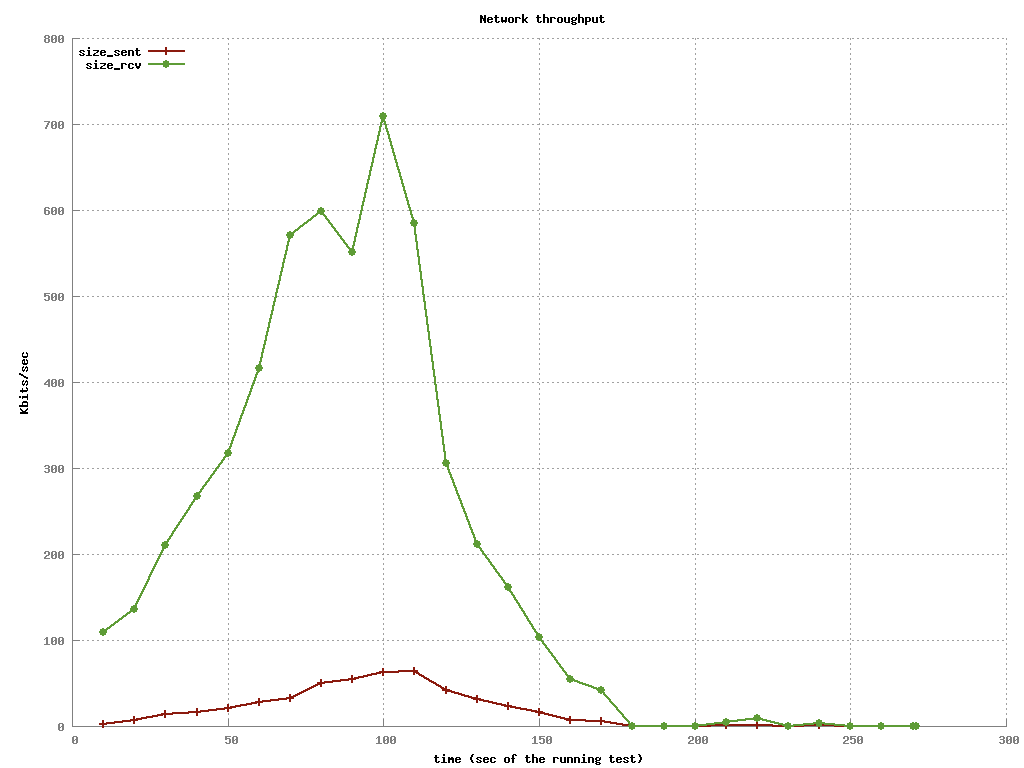 Network throughput
800
size_sent
size_rcv
700
600
500
400
Kbits/sec
300
200
100
0
0 50 100 150 200 250 300
time (sec of the running test)